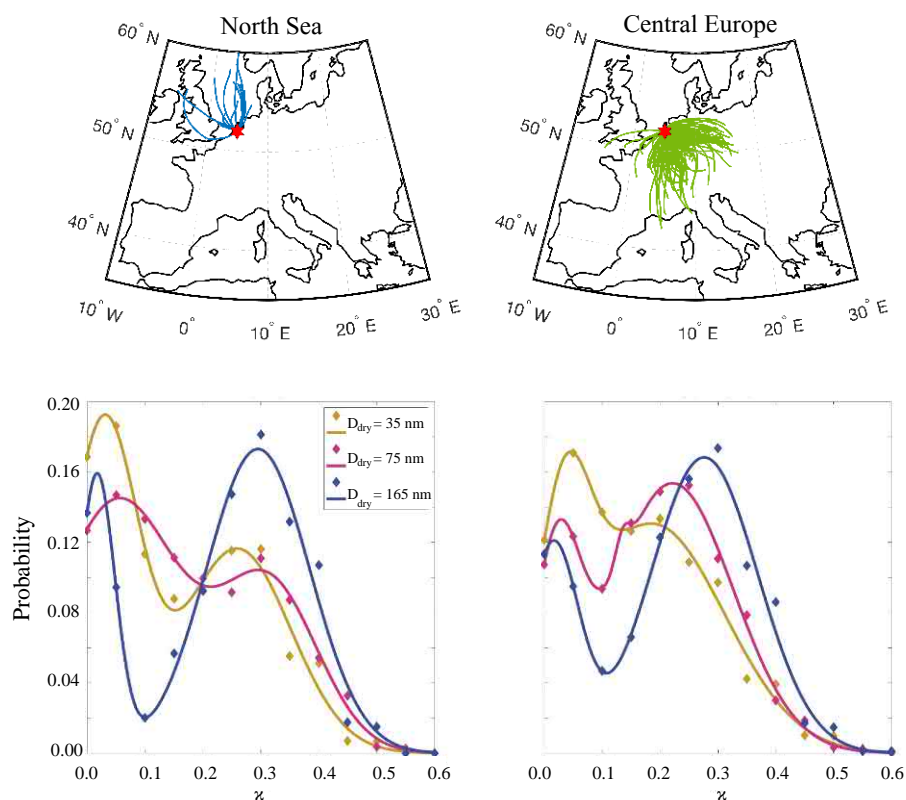 North Sea
Central Europe
60° N
50° N
40° N
10° W
0° E
10° E
20° E
30° E
60° N
50° N
40° N
10° W
0° E
10° E
20° E
30° E
Probability
0.20
0.16
0.12
0.08
0.04
0.00
D_dry = 35 nm
D_dry = 75 nm
D_dry = 165 nm
0.0 0.1 0.2 0.3 0.4 0.5 0.6
0.0 0.1 0.2 0.3 0.4 0.5 0.6
ϰ
ϰ